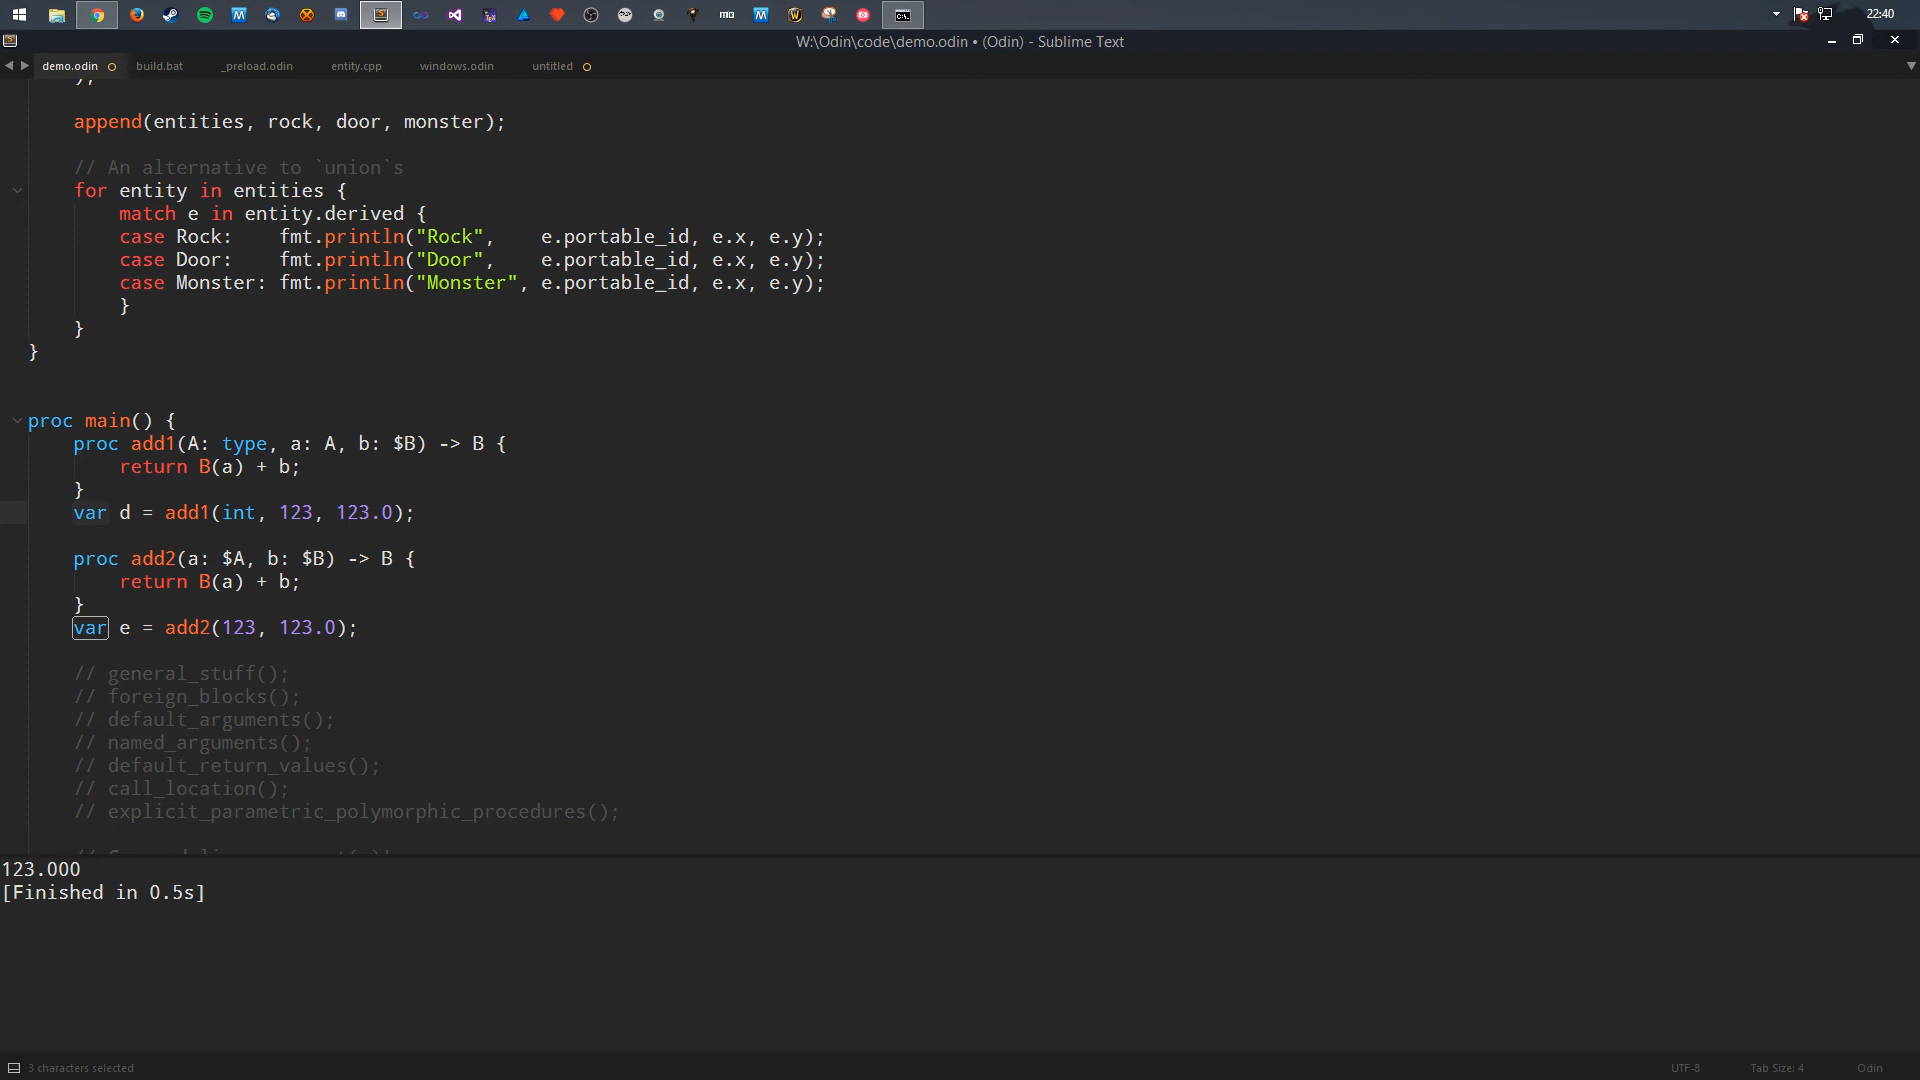 22:40
W:\Odin\code\demo.odin • (Odin) - Sublime Text
demo.odin build.bat _preload.odin entity.cpp windows.odin untitled
append(entities, rock, door, monster);
// An alternative to `union`s
for entity in entities {
match e in entity.derived {
case Rock:    fmt.println("Rock",    e.portable_id, e.x, e.y);
case Door:    fmt.println("Door",    e.portable_id, e.x, e.y);
case Monster: fmt.println("Monster", e.portable_id, e.x, e.y);
}
}
}
proc main() {
proc add1(A: type, a: A, b: $B) -> B {
return B(a) + b;
}
var d = add1(int, 123, 123.0);
proc add2(a: $A, b: $B) -> B {
return B(a) + b;
}
var e = add2(123, 123.0);
// general_stuff();
// foreign_blocks();
// default_arguments();
// named_arguments();
// default_return_values();
// call_location();
// explicit_parametric_polymorphic_procedures();
123.000
[Finished in 0.5s]
3 characters selected UTF-8 Tab Size: 4 Odin